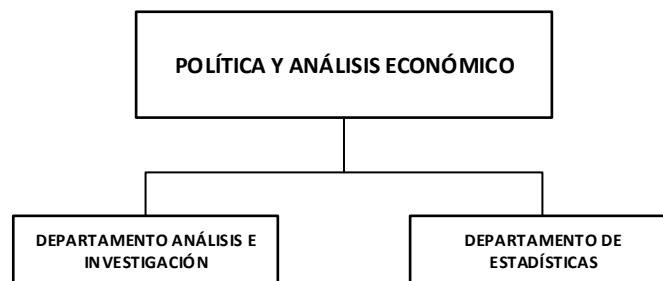 POLÍTICA Y ANÁLISIS ECONÓMICO
DEPARTAMENTO ANÁLISIS E
INVESTIGACIÓN
DEPARTAMENTO DE
ESTADÍSTICAS